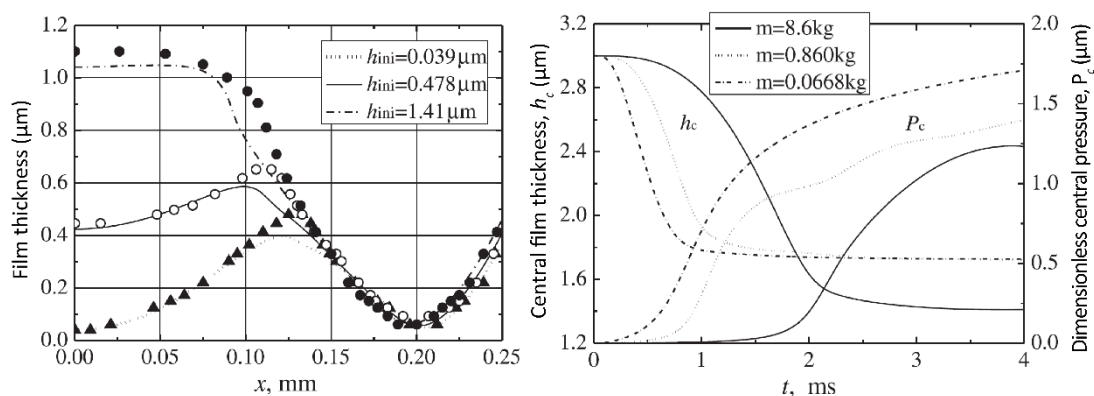 Film thickness (μm)
1.2
1.0
0.8
0.6
0.4
0.2
0.0
hini=0.039μm
hini=0.478μm
hini=1.41μm
0.00 0.05 0.10 0.15 0.20 0.25
x, mm
Central film thickness, hc (μm)
3.2
2.8
2.4
2.0
1.6
1.2
m=8.6kg
m=0.860kg
m=0.0668kg
hc
Pc
2.0
1.5
1.0
0.5
0.0
Dimensionless central pressure, Pc (μm)
0 1 2 3 4
t, ms